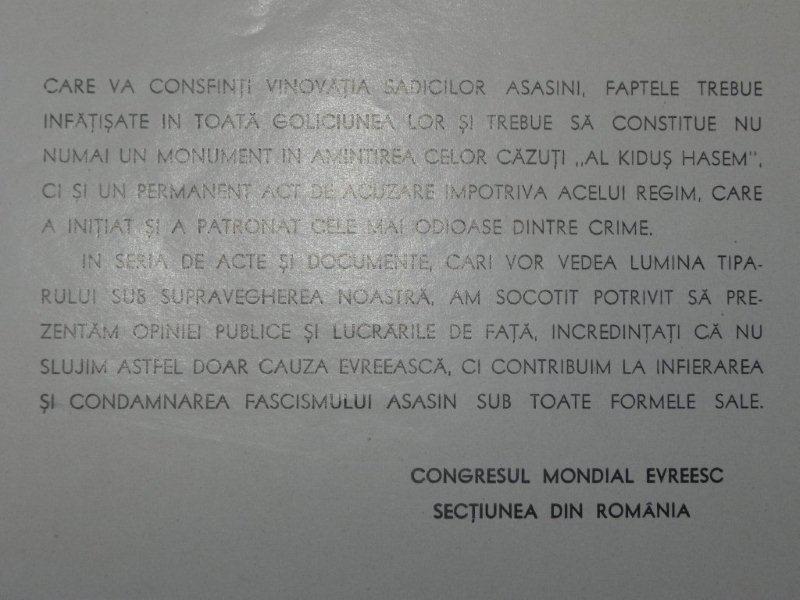 CARE VA CONSFINȚI VINOVĂȚIA SADICILOR ASASINI, FAPTELE TREBUE
INFĂȚIȘATE IN TOATĂ GOLICIUNEA LOR ȘI TREBUE SĂ CONSTITUE NU
NUMAI UN MONUMENT IN AMINTIREA CELOR CĂZUȚI „AL KIDUȘ HASEM",
CI SI UN PERMANENT ACT DE ACUZARE IMPOTRIVA ACELUI REGIM, CARE
A INIȚIAT ȘI A PATRONAT CELE MAI ODIOASE DINTRE CRIME.
IN SERIA DE ACTE ȘI DOCUMENTE, CARI VOR VEDEA LUMINA TIPA-
RULUI SUB SUPRAVEGHEREA NOASTRĂ, AM SOCOTIT POTRIVIT SĂ PRE-
ZENTĂM OPINIEI PUBLICE ȘI LUCRĂRILE DE FAȚĂ, INCREDINȚAȚI CĂ NU
SLUJIM ASTFEL DOAR CAUZA EVREEASCĂ, CI CONTRIBUIM LA INFIERAREA
ȘI CONDAMNAREA FASCISMULUI ASASIN SUB TOATE FORMELE SALE.
CONGRESUL MONDIAL EVREESC
SECȚIUNEA DIN ROMÂNIA